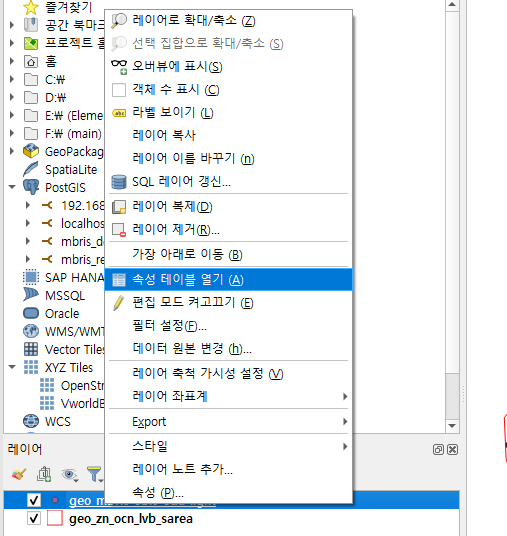 즐겨찾기
공간 북마크
프로젝트 홈
홈
C:₩
D:₩
E:₩ (Eleme
F:₩ (main)
GeoPackag
SpatiaLite
PostGIS
192.168
localhos
mbris_d
mbris_re
SAP HANA
MSSQL
Oracle
WMS/WMT
Vector Tiles
XYZ Tiles
OpenStr
VworldB
WCS
레이어로 확대/축소 (Z)
선택 집합으로 확대/축소 (S)
오버뷰에 표시(S)
객체 수 표시 (C)
라벨 보이기 (L)
레이어 복사
레이어 이름 바꾸기 (n)
SQL 레이어 갱신...
레이어 복제(D)
레이어 제거(R)...
가장 아래로 이동 (B)
속성 테이블 열기 (A)
편집 모드 켜고끄기 (E)
필터 설정(F)...
데이터 원본 변경 (h)...
레이어 축척 가시성 설정 (V)
레이어 좌표계
Export
스타일
레이어 노트 추가...
속성 (P)...
레이어
geo_zn_ocn_lvb_sarea